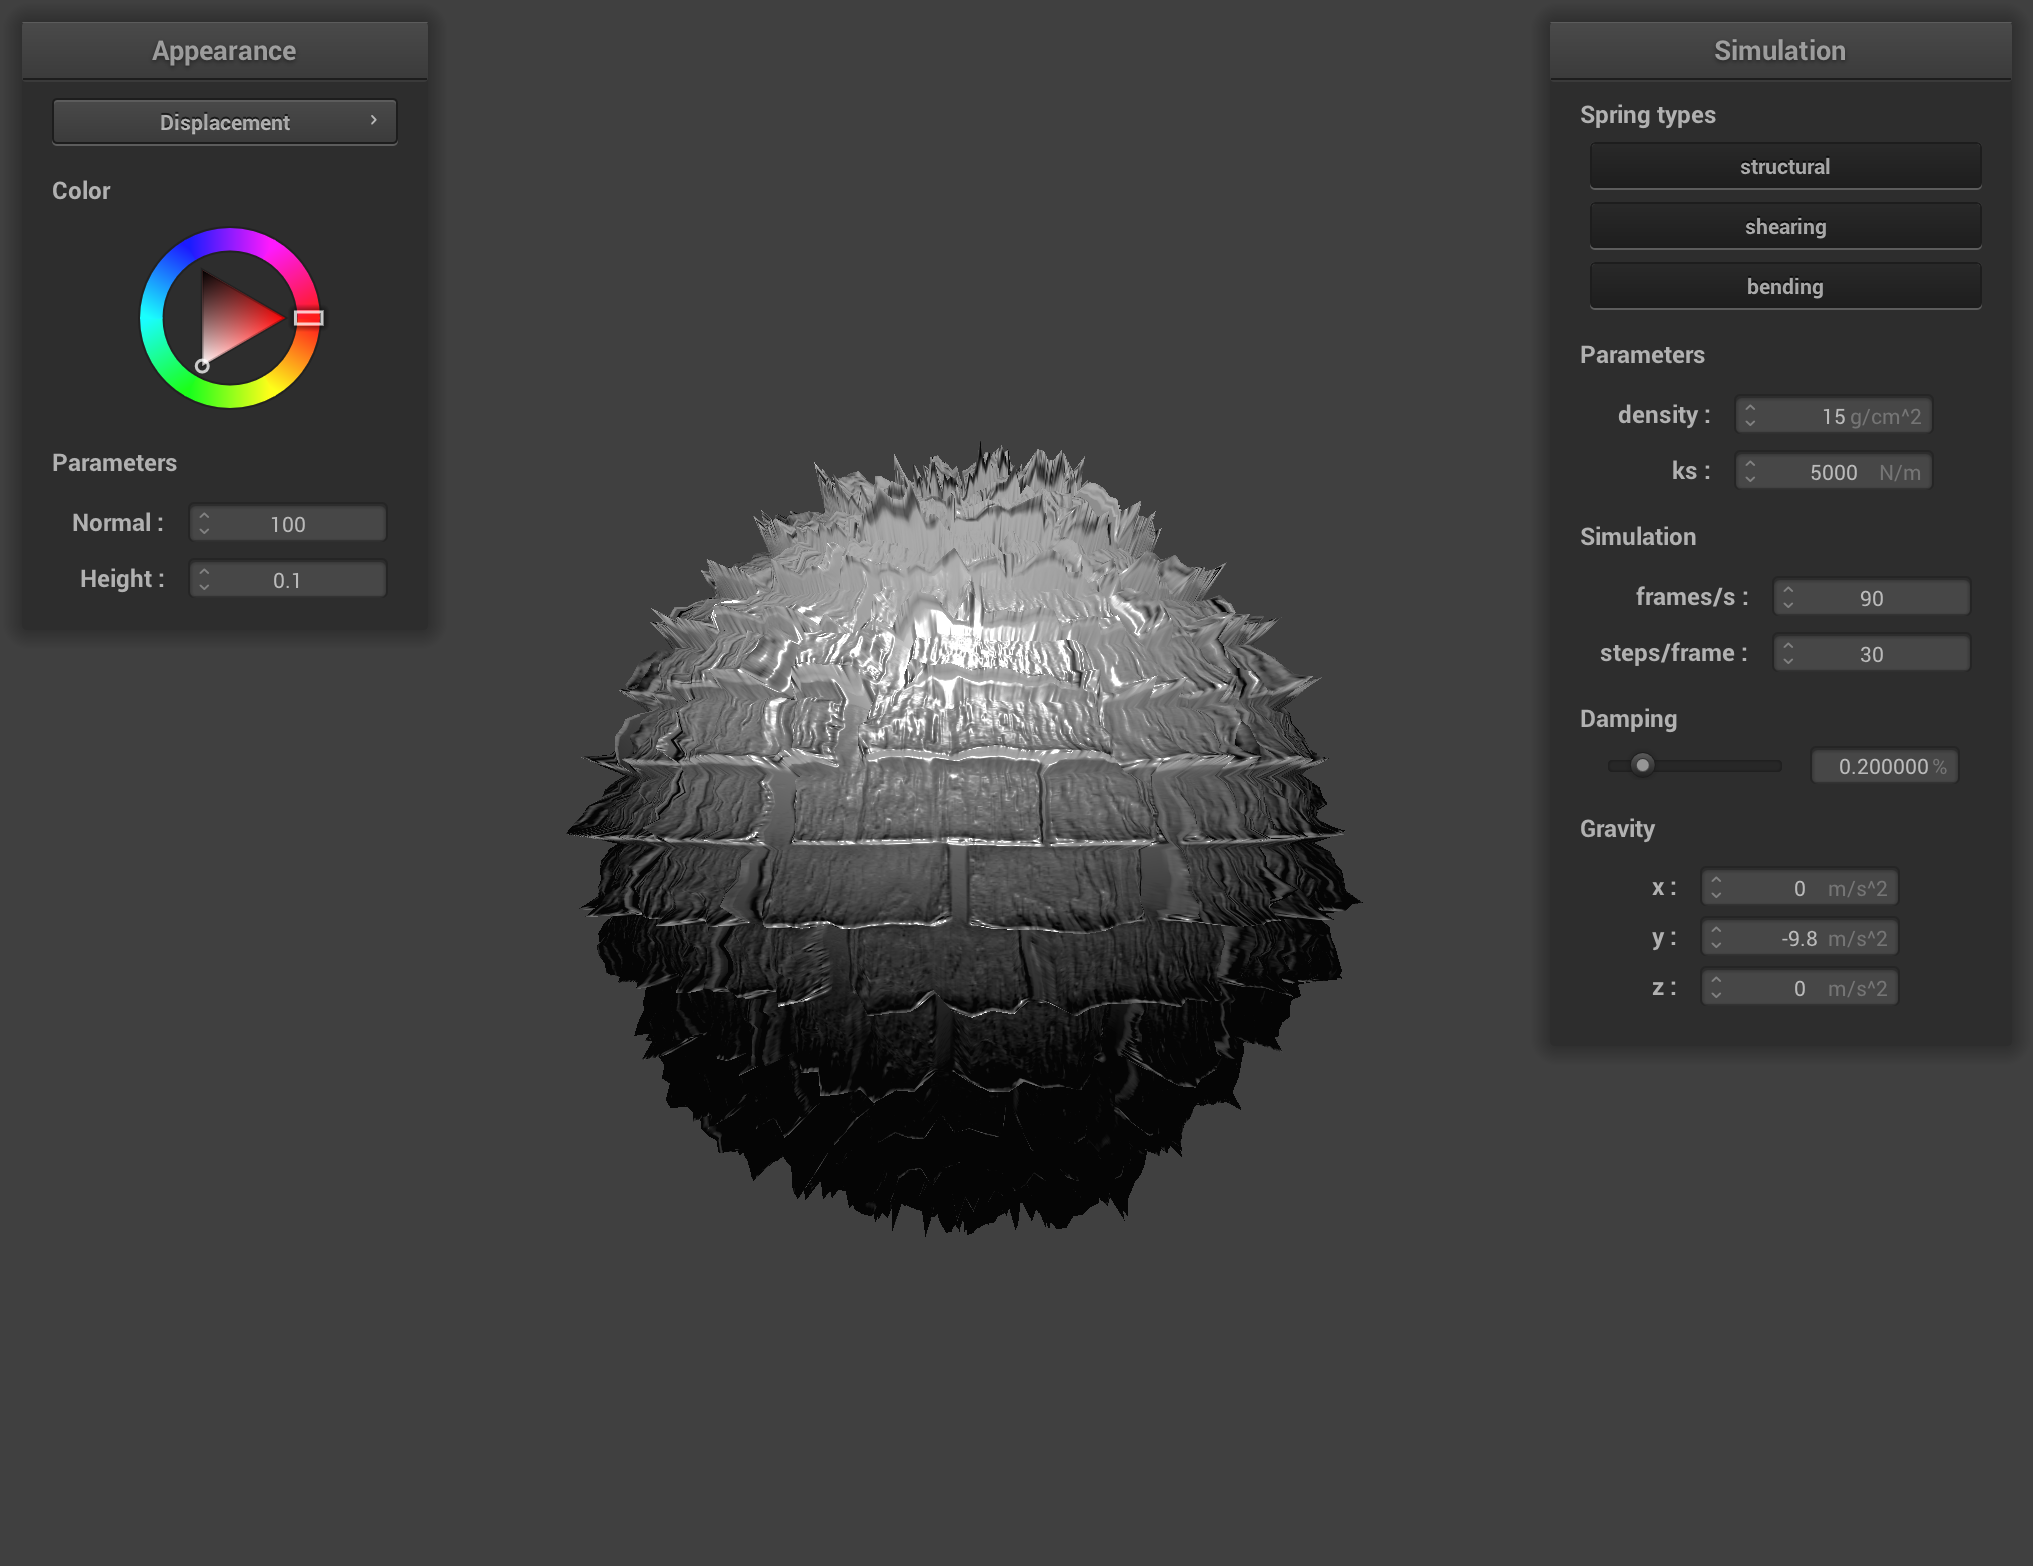 Appearance
Displacement
Color
Parameters
Normal : 100
Height : 0.1
Simulation
Spring types
structural
shearing
bending
Parameters
density : 15 g/cm^2
ks : 5000 N/m
Simulation
frames/s : 90
steps/frame : 30
Damping
0.200000 %
Gravity
x : 0 m/s^2
y : -9.8 m/s^2
z : 0 m/s^2